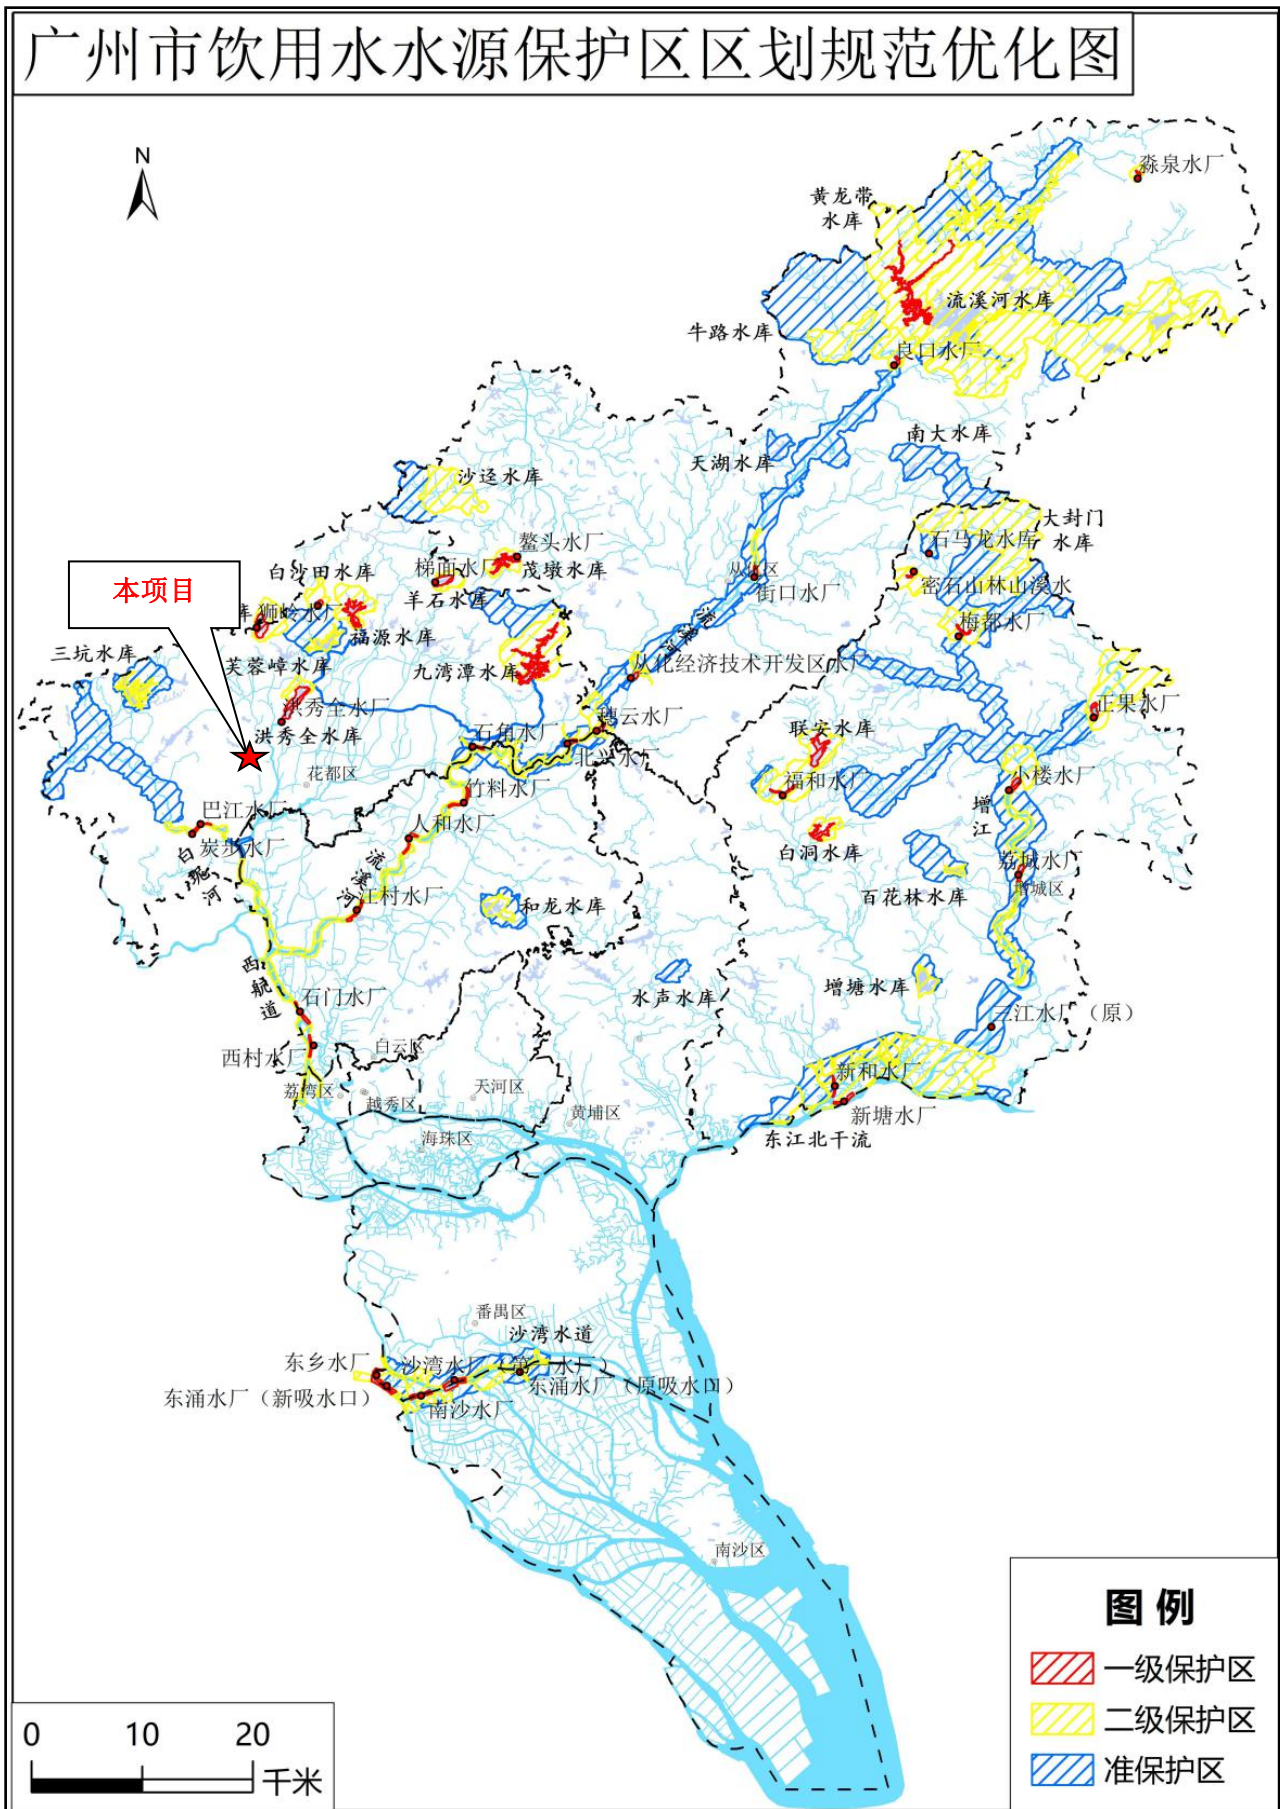 广州市饮用水水源保护区区划规范优化图
N
淼泉水厂
黄龙带
水库
流溪河水库
牛路水库
良口水厂
南大水库
天湖水库
沙迳水库
大封门
水库
石马龙水库
鳌头水厂
梯面水厂
茂墩水库
白沙田水库
羊石水库
从化区
街口水厂
密石山林山溪水
本项目
库
狮岭水厂
流溪河
梅都水厂
福源水库
三坑水库
芙蓉嶂水库
九湾潭水库
从化经济技术开发区水厂
洪秀全水厂
正果水厂
穗云水厂
洪秀全水库
石角水厂
联安水库
北兴水厂
花都区
福和水厂
小楼水厂
竹料水厂
巴江水厂
增江
人和水厂
炭步水厂
白洞水库
白坭河
流溪河
荔城水厂
增城区
江村水厂
百花林水库
和龙水库
西航道
增塘水库
水声水库
石门水厂
三江水厂（原）
西村水厂
白云区
新和水厂
荔湾区
越秀区
天河区
黄埔区
新塘水厂
海珠区
东江北干流
番禺区
沙湾水道
东乡水厂
东涌水厂（原吸水口）
东涌水厂（新吸水口）
南沙水厂
南沙区
图例
一级保护区
二级保护区
准保护区
0 10 20
千米